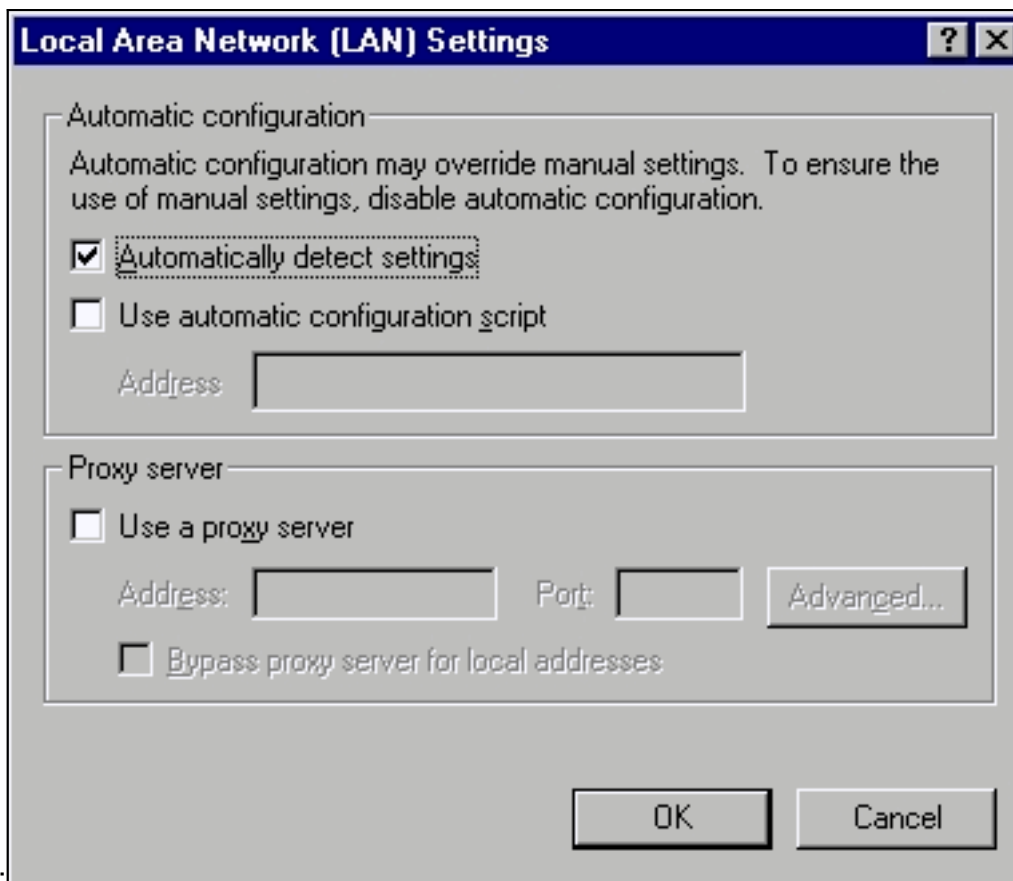 Local Area Network (LAN) Settings
Automatic configuration
Automatic configuration may override manual settings.  To ensure the
use of manual settings, disable automatic configuration.
Automatically detect settings
Use automatic configuration script
Address
Proxy server
Use a proxy server
Address: Port: Advanced...
Bypass proxy server for local addresses
OK Cancel
.